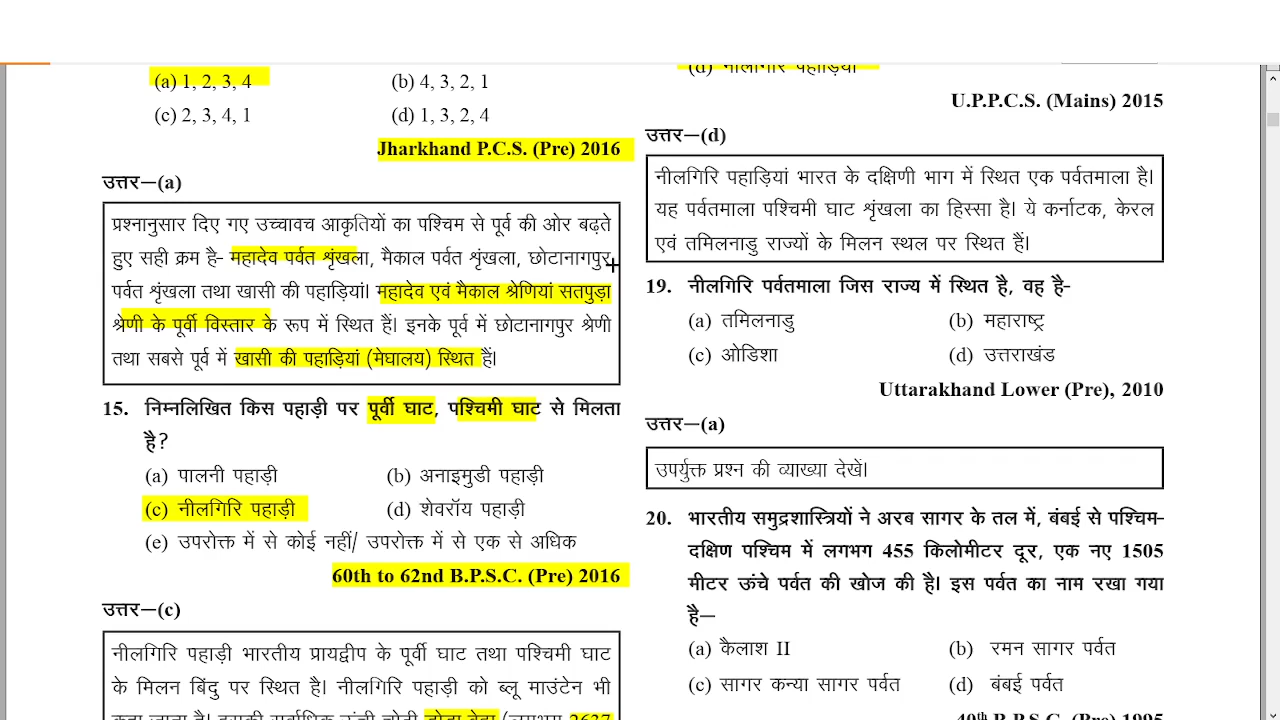 (a) 1, 2, 3, 4 (b) 4, 3, 2, 1
(c) 2, 3, 4, 1 (d) 1, 3, 2, 4
Jharkhand P.C.S. (Pre) 2016
उत्तर–(a)
प्रश्नानुसार दिए गए उच्चावच आकृतियों का पश्चिम से पूर्व की ओर बढ़ते
हुए सही क्रम है- महादेव पर्वत श्रृंखला, मैकाल पर्वत श्रृंखला, छोटानागपुर
पर्वत श्रृंखला तथा खासी की पहाड़ियां। महादेव एवं मैकाल श्रेणियां सतपुड़ा
श्रेणी के पूर्वी विस्तार के रूप में स्थित हैं। इनके पूर्व में छोटानागपुर श्रेणी
तथा सबसे पूर्व में खासी की पहाड़ियां (मेघालय) स्थित हैं।
15. निम्नलिखित किस पहाड़ी पर पूर्वी घाट, पश्चिमी घाट से मिलता
है?
(a) पालनी पहाड़ी (b) अनाइमुडी पहाड़ी
(c) नीलगिरि पहाड़ी (d) शेवरॉय पहाड़ी
(e) उपरोक्त में से कोई नहीं/ उपरोक्त में से एक से अधिक
60th to 62nd B.P.S.C. (Pre) 2016
उत्तर–(c)
नीलगिरि पहाड़ी भारतीय प्रायद्वीप के पूर्वी घाट तथा पश्चिमी घाट
के मिलन बिंदु पर स्थित है। नीलगिरि पहाड़ी को ब्लू माउंटेन भी
(d) नीलगिरि पहाड़ियां
U.P.P.C.S. (Mains) 2015
उत्तर–(d)
नीलगिरि पहाड़ियां भारत के दक्षिणी भाग में स्थित एक पर्वतमाला है।
यह पर्वतमाला पश्चिमी घाट श्रृंखला का हिस्सा है। ये कर्नाटक, केरल
एवं तमिलनाडु राज्यों के मिलन स्थल पर स्थित हैं।
19. नीलगिरि पर्वतमाला जिस राज्य में स्थित है, वह है-
(a) तमिलनाडु (b) महाराष्ट्र
(c) ओडिशा (d) उत्तराखंड
Uttarakhand Lower (Pre), 2010
उत्तर–(a)
उपर्युक्त प्रश्न की व्याख्या देखें।
20. भारतीय समुद्रशास्त्रियों ने अरब सागर के तल में, बंबई से पश्चिम-
दक्षिण पश्चिम में लगभग 455 किलोमीटर दूर, एक नए 1505
मीटर ऊंचे पर्वत की खोज की है। इस पर्वत का नाम रखा गया
है–
(a) कैलाश II (b) रमन सागर पर्वत
(c) सागर कन्या सागर पर्वत (d) बंबई पर्वत
40th B.P.S.C. (Pre) 1995